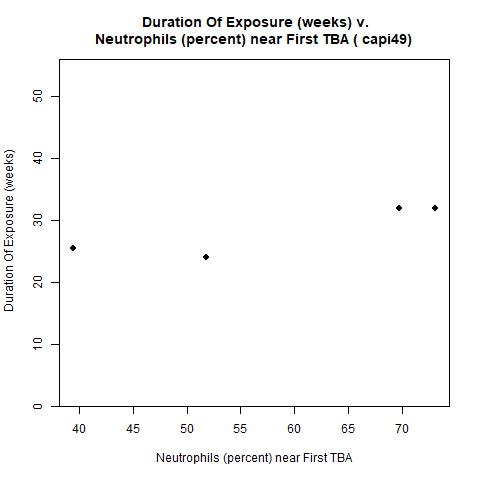 Duration Of Exposure (weeks) v.
Neutrophils (percent) near First TBA ( capi49)
Duration Of Exposure (weeks)
50
40
30
20
10
0
40 45 50 55 60 65 70
Neutrophils (percent) near First TBA